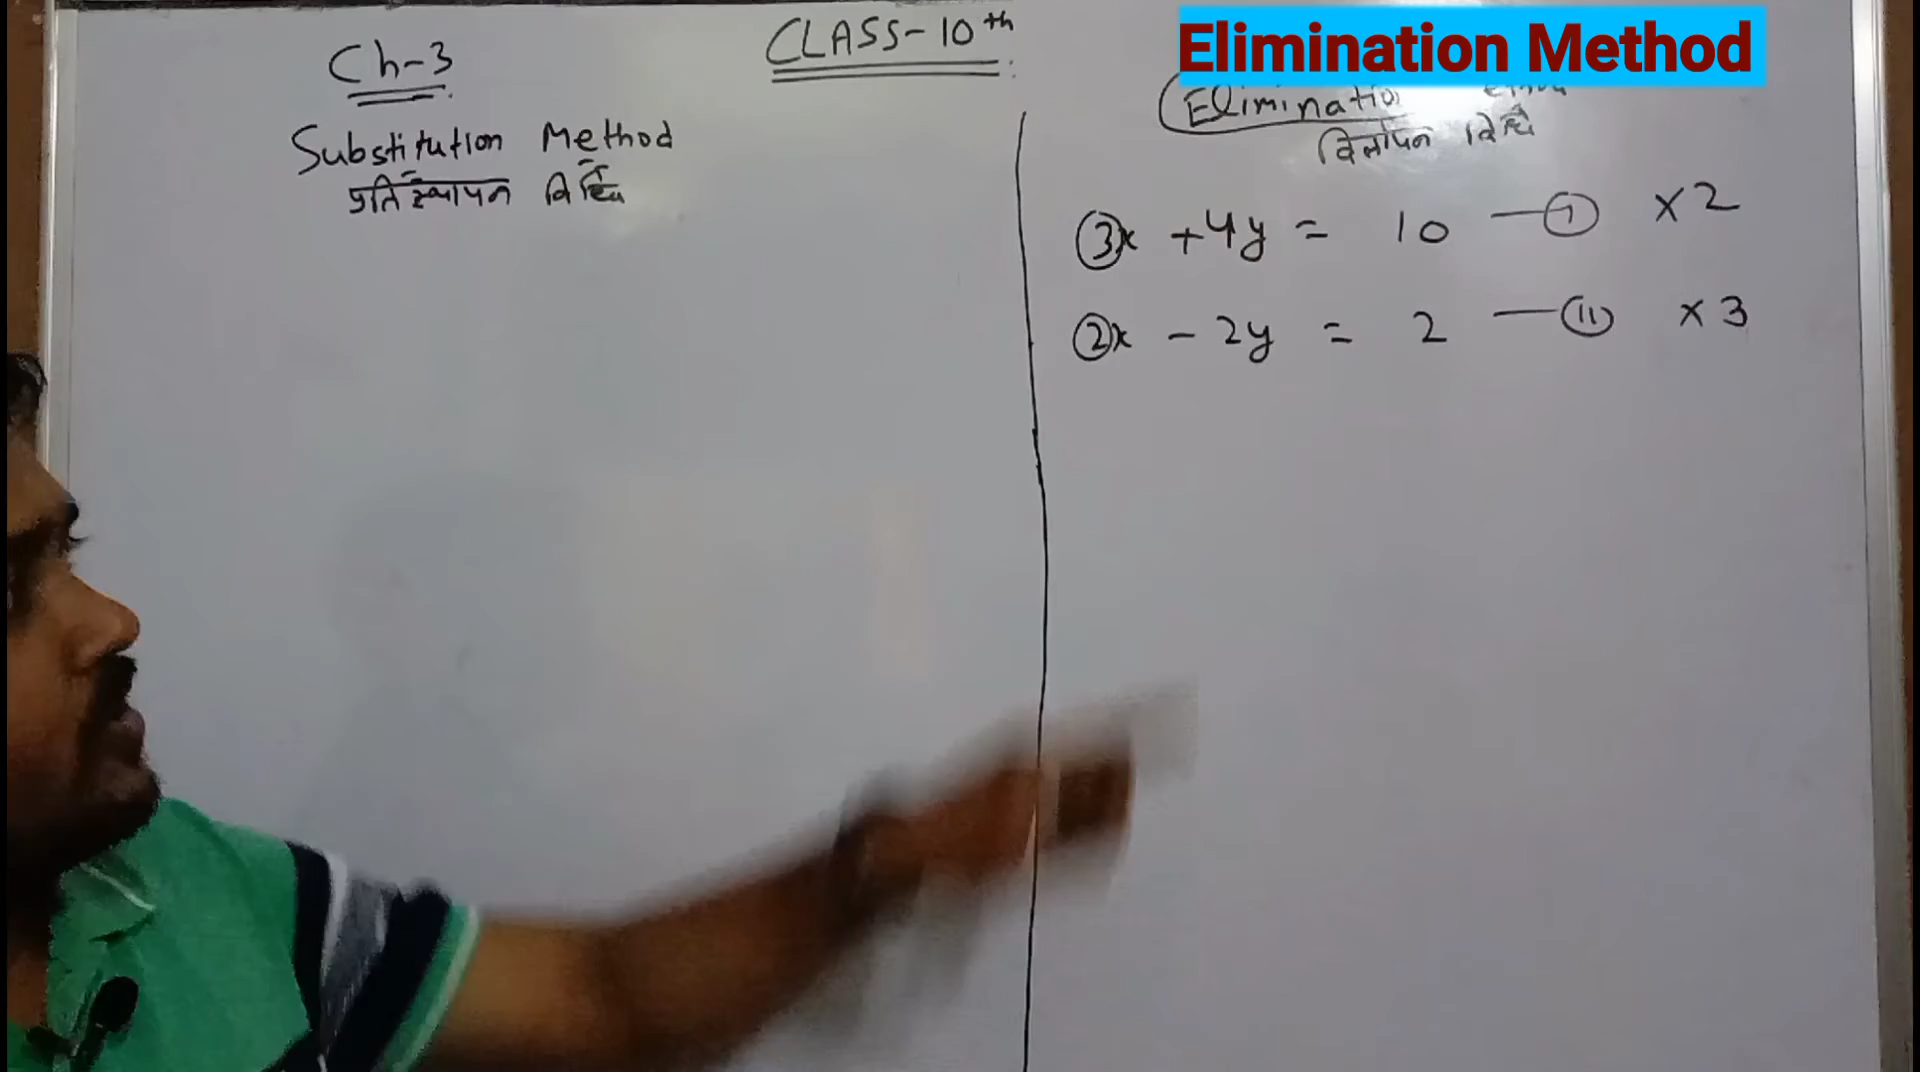 CLASS-10th
Ch-3
Substitution Method
प्रतिस्थापन विधि
Elimination Method
Elimination
विलोपन विधि
3x + 4y = 10 — I ×2
2x - 2y = 2 — II ×3